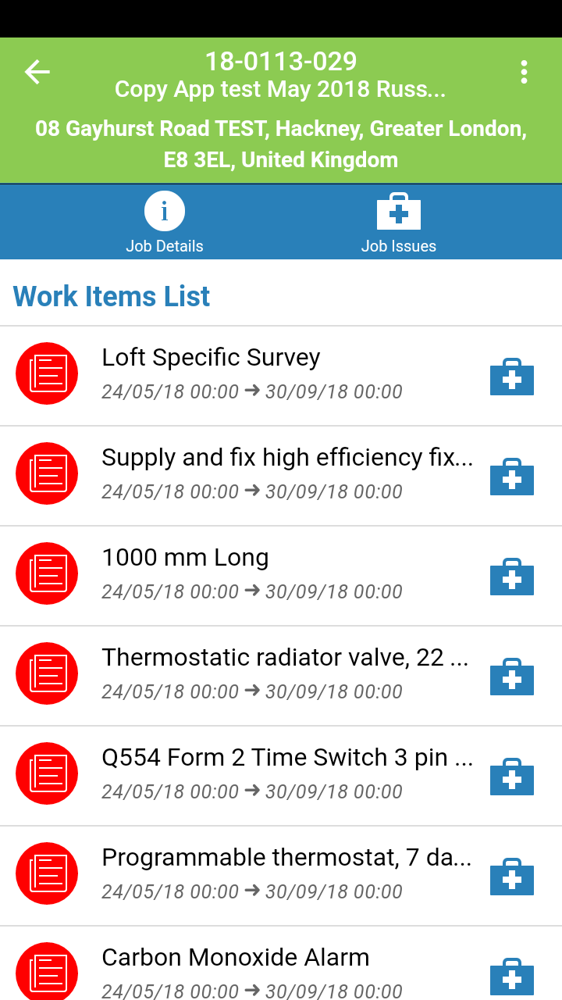 18-0113-029
Copy App test May 2018 Russ...
08 Gayhurst Road TEST, Hackney, Greater London,
E8 3EL, United Kingdom
Job Details
Job Issues
Work Items List
Loft Specific Survey
24/05/18 00:00 ➔ 30/09/18 00:00
Supply and fix high efficiency fix...
24/05/18 00:00 ➔ 30/09/18 00:00
1000 mm Long
24/05/18 00:00 ➔ 30/09/18 00:00
Thermostatic radiator valve, 22 ...
24/05/18 00:00 ➔ 30/09/18 00:00
Q554 Form 2 Time Switch 3 pin ...
24/05/18 00:00 ➔ 30/09/18 00:00
Programmable thermostat, 7 da...
24/05/18 00:00 ➔ 30/09/18 00:00
Carbon Monoxide Alarm
24/05/18 00:00 ➔ 30/09/18 00:00